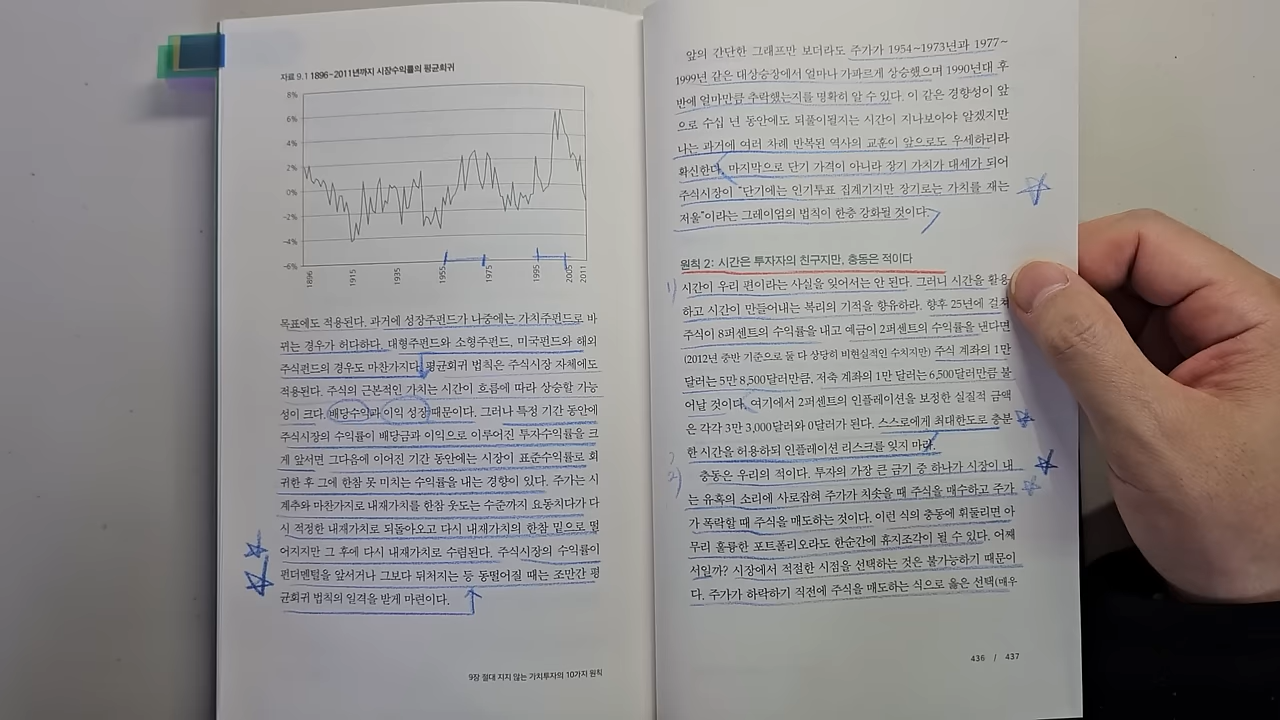 자료 9.1 1896~2011년까지 시장수익률의 평균회귀
8%
6%
4%
2%
0%
-2%
-4%
-6%
1896
1915
1935
1955
1975
1995
2005
2011
목표에도 적용된다. 과거에 성장주펀드가 나중에는 가치주펀드로 바
뀌는 경우가 허다하다. 대형주펀드와 소형주펀드, 미국펀드와 해외
주식펀드의 경우도 마찬가지다. 평균회귀 법칙은 주식시장 자체에도
적용된다. 주식의 근본적인 가치는 시간이 흐름에 따라 상승할 가능
성이 크다. 배당수익과 이익 성장 때문이다. 그러나 특정 기간 동안에
주식시장의 수익률이 배당금과 이익으로 이루어진 투자수익률을 크
게 앞서면 그다음에 이어진 기간 동안에는 시장이 표준수익률로 회
귀한 후 그에 한참 못 미치는 수익률을 내는 경향이 있다. 주가는 시
계추와 마찬가지로 내재가치를 한참 웃도는 수준까지 요동치다가 다
시 적정한 내재가치로 되돌아오고 다시 내재가치의 한참 밑으로 떨
어지지만 그 후에 다시 내재가치로 수렴된다. 주식시장의 수익률이
펀더멘털을 앞서거나 그보다 뒤처지는 등 동떨어질 때는 조만간 평
균회귀 법칙의 일격을 받게 마련이다.
9장 절대 지지 않는 가치투자의 10가지 원칙
앞의 간단한 그래프만 보더라도 주가가 1954~1973년과 1977~
1999년 같은 대상승장에서 얼마나 가파르게 상승했으며 1990년대 후
반에 얼마만큼 추락했는지를 명확히 알 수 있다. 이 같은 경향성이 앞
으로 수십 년 동안에도 되풀이될지는 시간이 지나보아야 알겠지만
나는 과거에 여러 차례 반복된 역사의 교훈이 앞으로도 우세하리라
확신한다. 마지막으로 단기 가격이 아니라 장기 가치가 대세가 되어
주식시장이 “단기에는 인기투표 집계기지만 장기로는 가치를 재는
저울”이라는 그레이엄의 법칙이 한층 강화될 것이다.
원칙 2: 시간은 투자자의 친구지만, 충동은 적이다
1) 시간이 우리 편이라는 사실을 잊어서는 안 된다. 그러니 시간을 활용
하고 시간이 만들어내는 복리의 기적을 향유하라. 향후 25년에 걸쳐
주식이 8퍼센트의 수익률을 내고 예금이 2퍼센트의 수익률을 낸다면
(2012년 중반 기준으로 둘 다 상당히 비현실적인 수치지만) 주식 계좌의 1만
달러는 5만 8,500달러만큼, 저축 계좌의 1만 달러는 6,500달러만큼 불
어날 것이다. 여기에서 2퍼센트의 인플레이션을 보정한 실질적 금액
은 각각 3만 3,000달러와 0달러가 된다. 스스로에게 최대한도로 충분
한 시간을 허용하되 인플레이션 리스크를 잊지 마라.
2) 충동은 우리의 적이다. 투자의 가장 큰 금기 중 하나가 시장이 내
는 유혹의 소리에 사로잡혀 주가가 치솟을 때 주식을 매수하고 주가
가 폭락할 때 주식을 매도하는 것이다. 이런 식의 충동에 휘둘리면 아
무리 훌륭한 포트폴리오라도 한순간에 휴지조각이 될 수 있다. 어째
서일까? 시장에서 적절한 시점을 선택하는 것은 불가능하기 때문이
다. 주가가 하락하기 직전에 주식을 매도하는 식으로 옳은 선택(매우
436 / 437